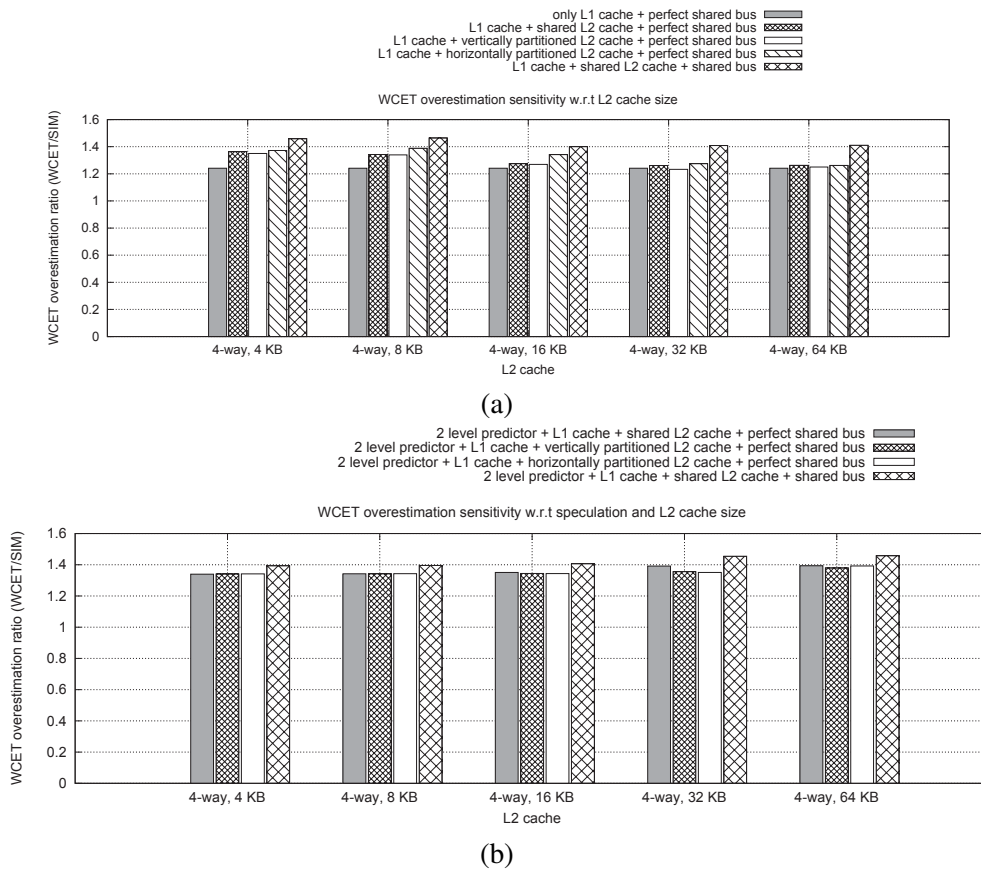 only L1 cache + perfect shared bus
L1 cache + shared L2 cache + perfect shared bus
L1 cache + vertically partitioned L2 cache + perfect shared bus
L1 cache + horizontally partitioned L2 cache + perfect shared bus
L1 cache + shared L2 cache + shared bus
WCET overestimation sensitivity w.r.t L2 cache size
WCET overestimation ratio (WCET/SIM)
1.6
1.4
1.2
1
0.8
0.6
0.4
0.2
0
4-way, 4 KB
4-way, 8 KB
4-way, 16 KB
4-way, 32 KB
4-way, 64 KB
L2 cache
(a)
2 level predictor + L1 cache + shared L2 cache + perfect shared bus
2 level predictor + L1 cache + vertically partitioned L2 cache + perfect shared bus
2 level predictor + L1 cache + horizontally partitioned L2 cache + perfect shared bus
2 level predictor + L1 cache + shared L2 cache + shared bus
WCET overestimation sensitivity w.r.t speculation and L2 cache size
WCET overestimation ratio (WCET/SIM)
1.6
1.4
1.2
1
0.8
0.6
0.4
0.2
0
4-way, 4 KB
4-way, 8 KB
4-way, 16 KB
4-way, 32 KB
4-way, 64 KB
L2 cache
(b)